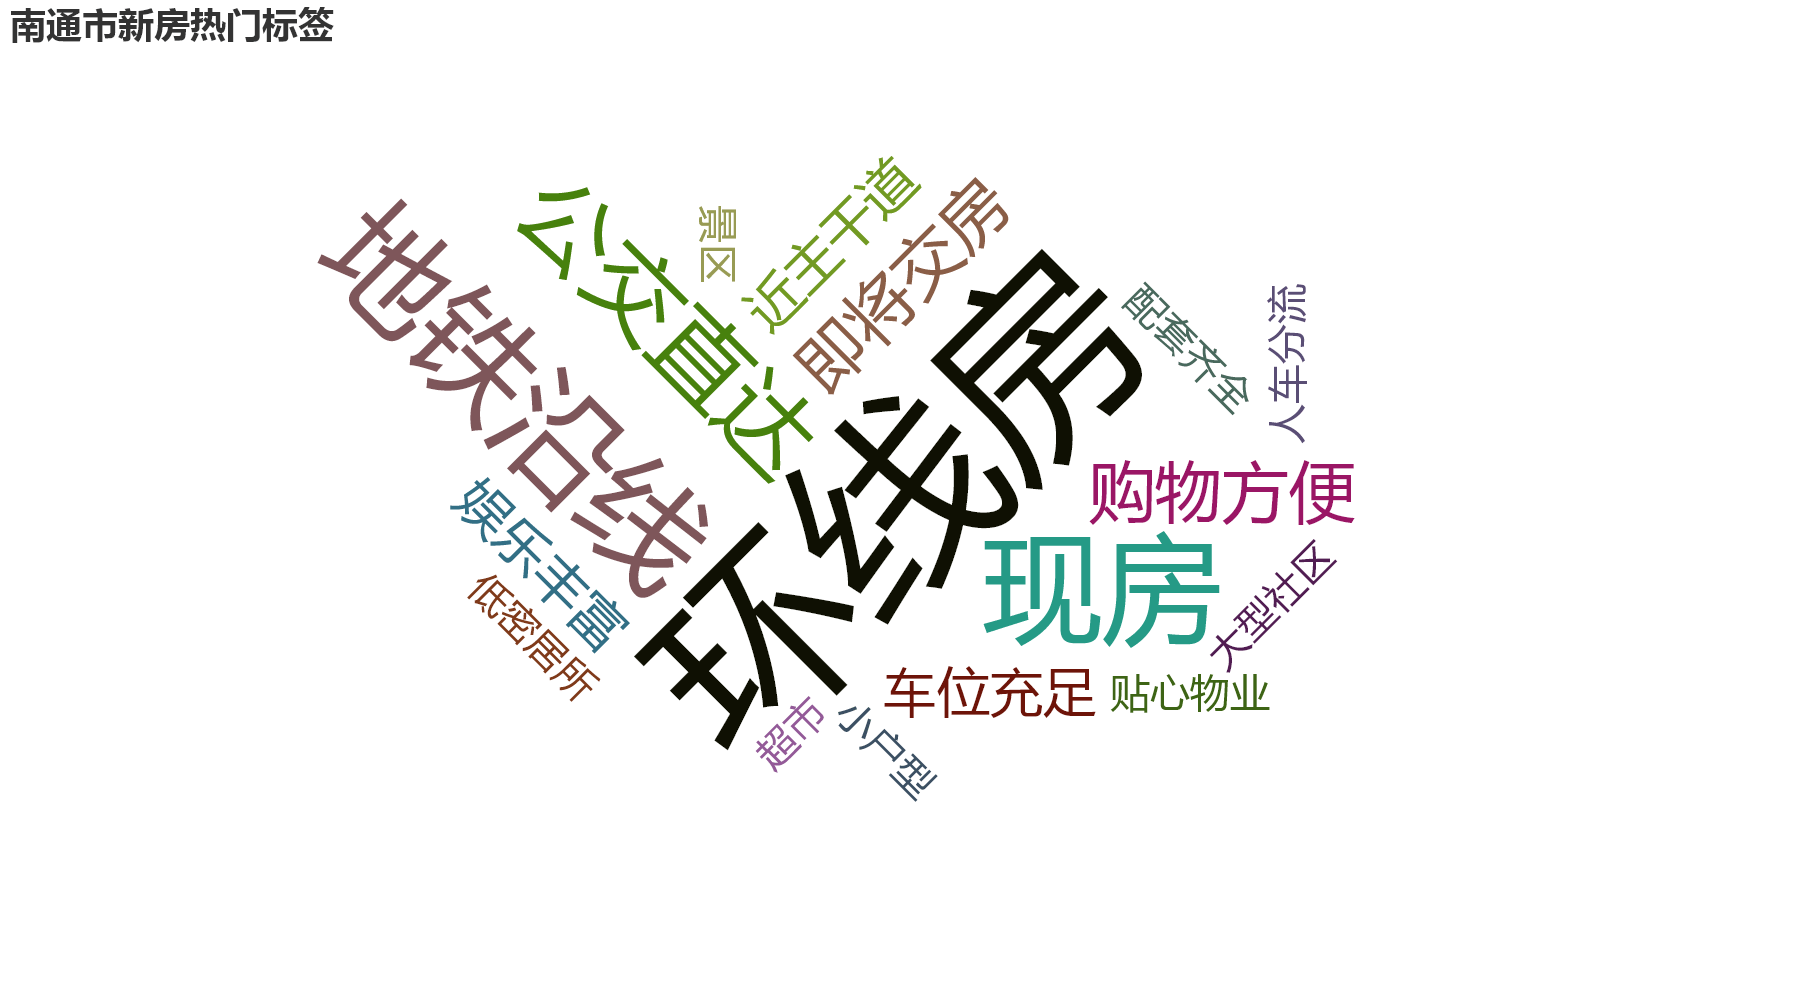 南通市新房热门标签
地铁沿线
公交直达
景区
近主干道
即将交房
环线房
配套齐全
人车分流
购物方便
现房
娱乐丰富
低密居所
大型社区
车位充足
贴心物业
超市
小户型